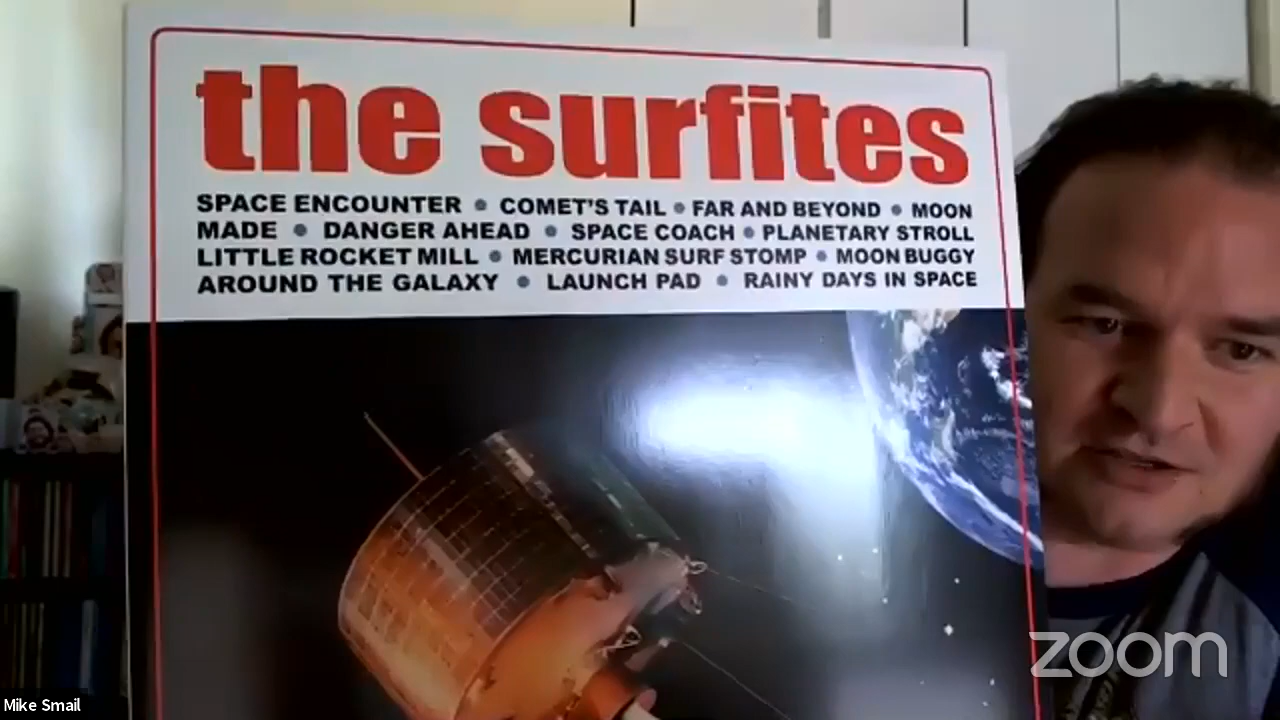 the surfites
SPACE ENCOUNTER • COMET'S TAIL • FAR AND BEYOND • MOON
MADE • DANGER AHEAD • SPACE COACH • PLANETARY STROLL
LITTLE ROCKET MILL • MERCURIAN SURF STOMP • MOON BUGGY
AROUND THE GALAXY • LAUNCH PAD • RAINY DAYS IN SPACE
zoom
Mike Smail